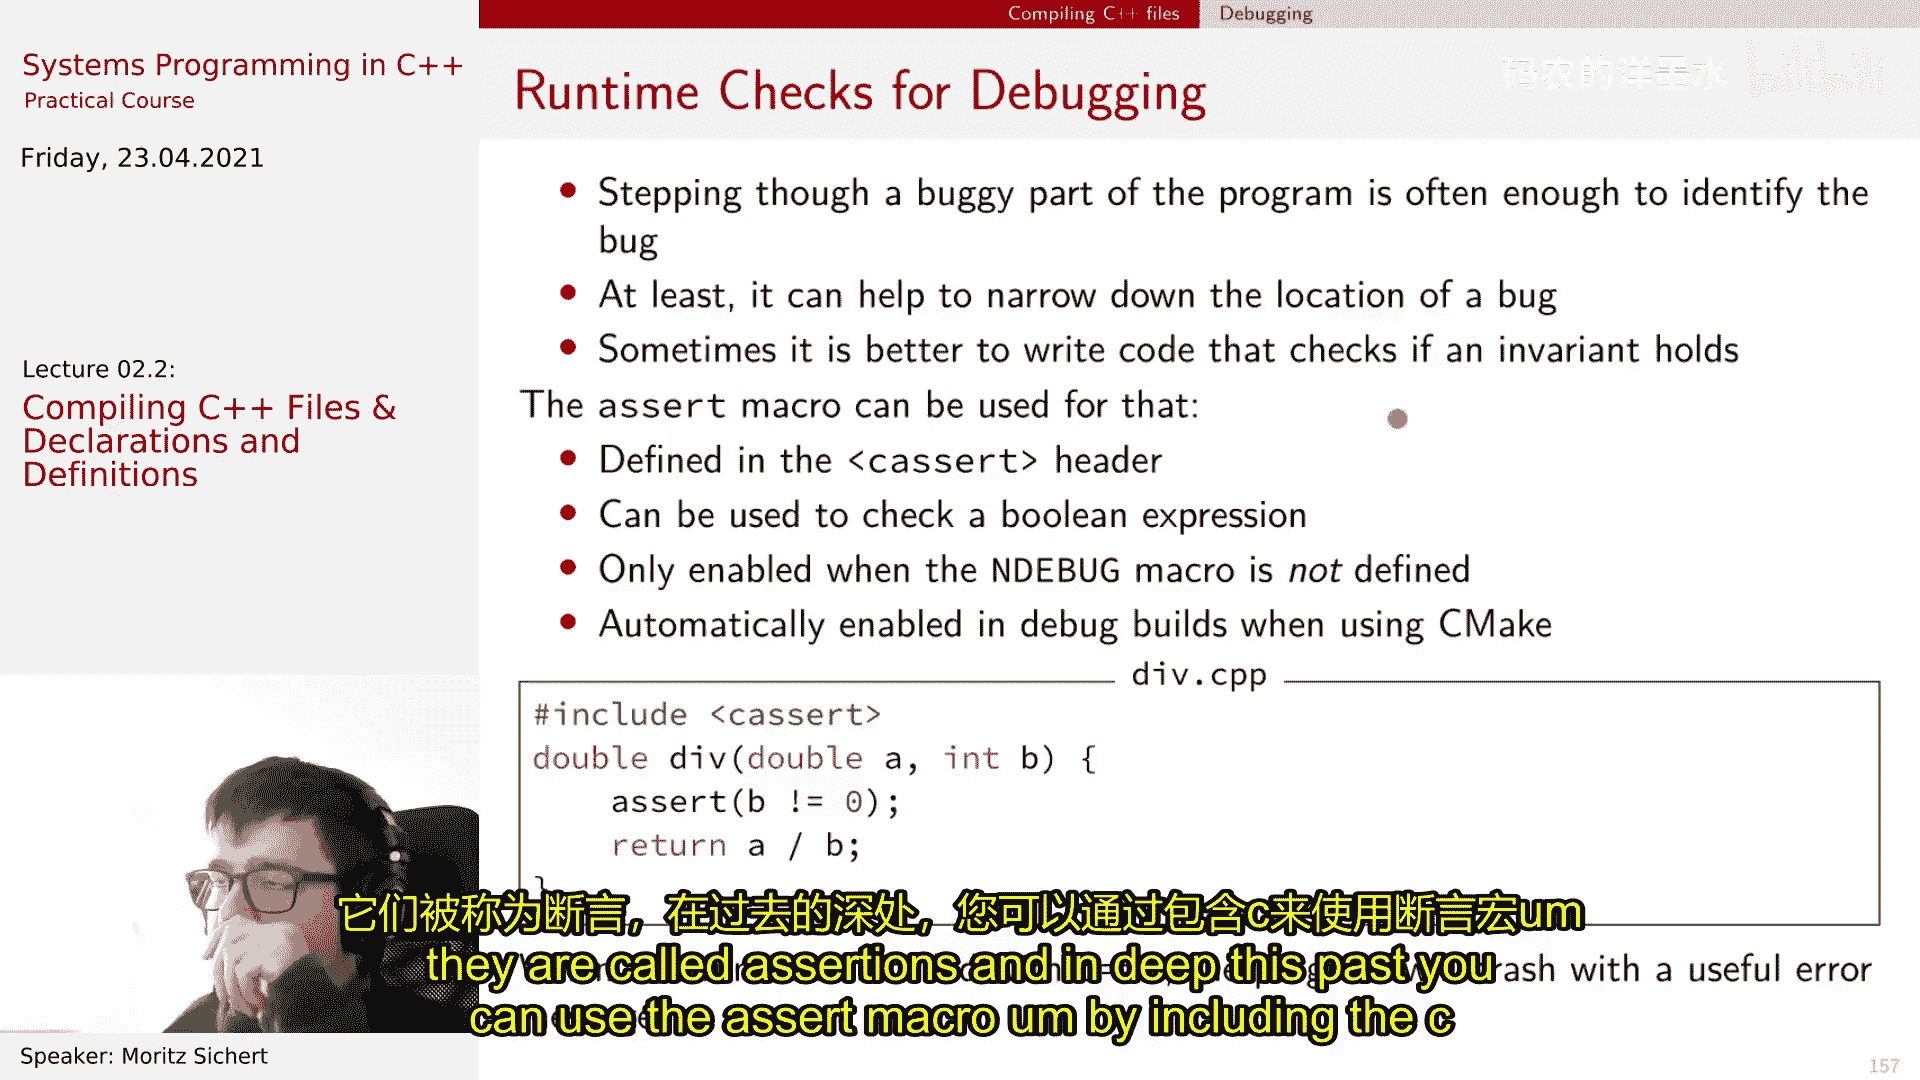 Compiling C++ files
Debugging
Systems Programming in C++
Practical Course
Friday, 23.04.2021
Lecture 02.2:
Compiling C++ Files &
Declarations and
Definitions
Speaker: Moritz Sichert
码农的洋墨水
Runtime Checks for Debugging
Stepping though a buggy part of the program is often enough to identify the
bug
At least, it can help to narrow down the location of a bug
Sometimes it is better to write code that checks if an invariant holds
The assert macro can be used for that:
Defined in the <cassert> header
Can be used to check a boolean expression
Only enabled when the NDEBUG macro is not defined
Automatically enabled in debug builds when using CMake
div.cpp
#include <cassert>
double div(double a, int b) {
assert(b != 0);
return a / b;
}
with a useful error
它们被称为断言，在过去的深处，您可以通过包含c来使用断言宏um
they are called assertions and in deep this past you
can use the assert macro um by including the c
157